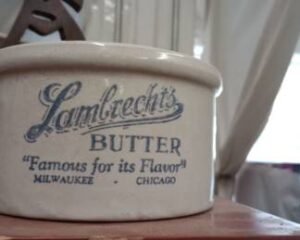 Lambrecht's
BUTTER
"Famous for its Flavor"
MILWAUKEE - CHICAGO